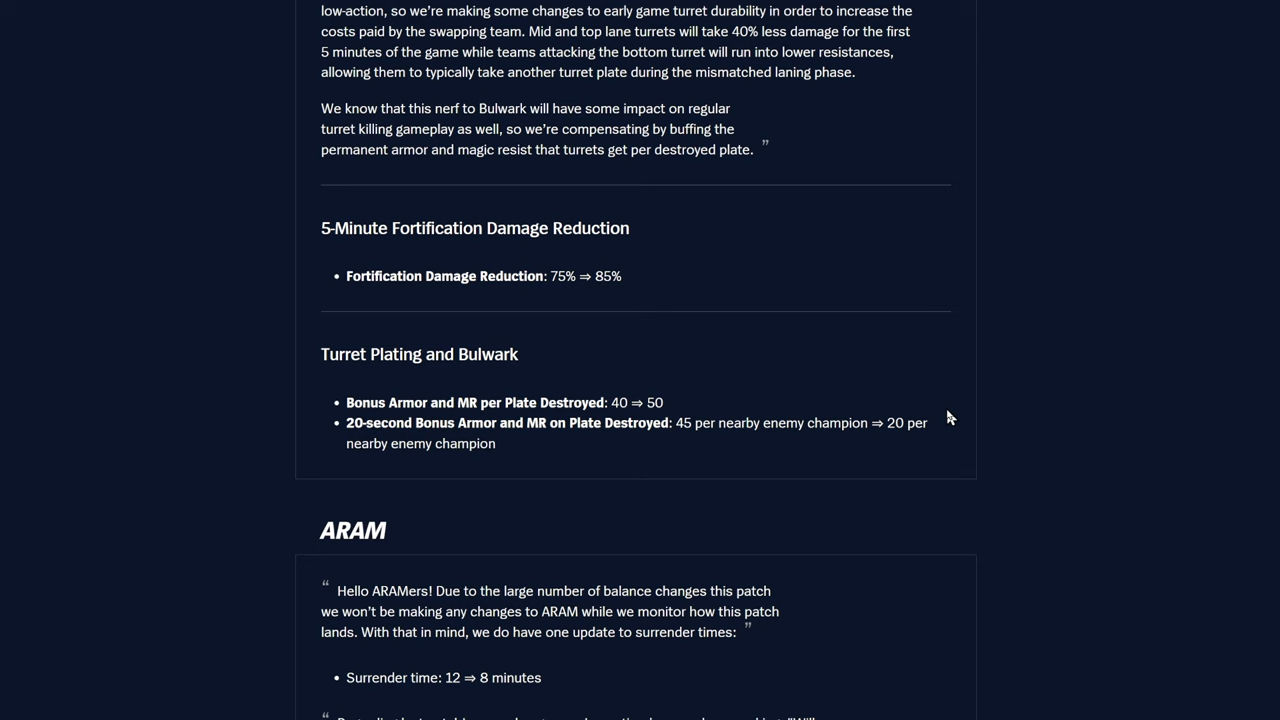 low-action, so we're making some changes to early game turret durability in order to increase the
costs paid by the swapping team. Mid and top lane turrets will take 40% less damage for the first
5 minutes of the game while teams attacking the bottom turret will run into lower resistances,
allowing them to typically take another turret plate during the mismatched laning phase.
We know that this nerf to Bulwark will have some impact on regular
turret killing gameplay as well, so we're compensating by buffing the
permanent armor and magic resist that turrets get per destroyed plate. ”
5-Minute Fortification Damage Reduction
• Fortification Damage Reduction: 75% ⇒ 85%
Turret Plating and Bulwark
• Bonus Armor and MR per Plate Destroyed: 40 ⇒ 50
• 20-second Bonus Armor and MR on Plate Destroyed: 45 per nearby enemy champion ⇒ 20 per
nearby enemy champion
ARAM
“ Hello ARAMers! Due to the large number of balance changes this patch
we won't be making any changes to ARAM while we monitor how this patch
lands. With that in mind, we do have one update to surrender times: ”
• Surrender time: 12 ⇒ 8 minutes